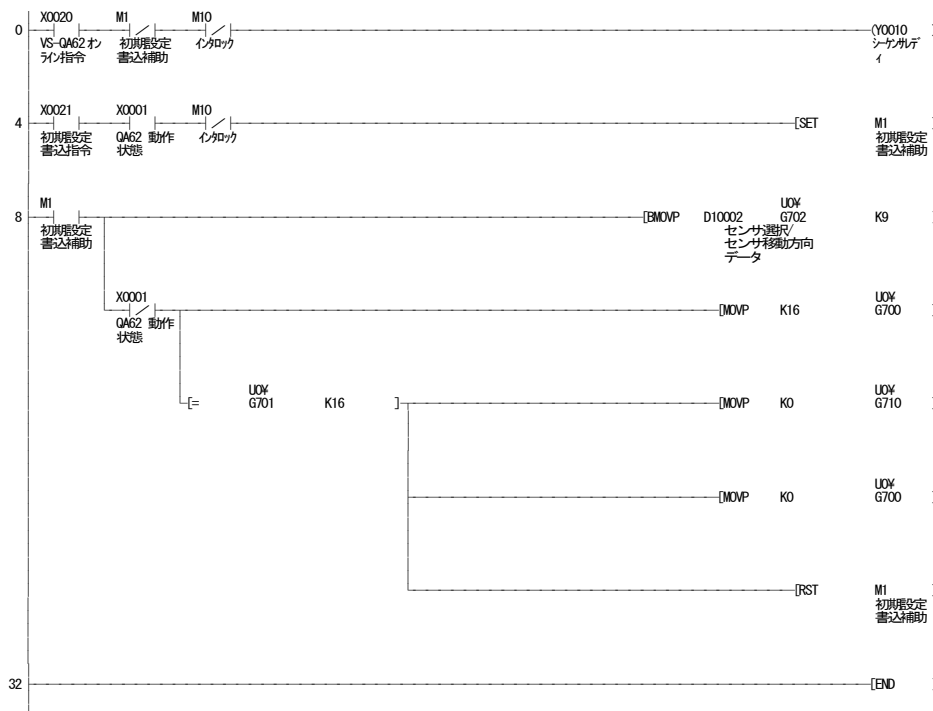 X0020 M1 M10
0 (Y0010
VS-QA62 オン 初期設定 インタロック シーケンサレデ
ライン指令 書込補助 ィ
X0021 X0001 M10
4 [SET M1 ]
初期設定 QA62 動作 インタロック 初期設定
書込指令 状態 書込補助
M1 U0¥
8 [BMOVP D10002 G702 K9 ]
初期設定 センサ選択/
書込補助 センサ移動方向
データ
X0001 U0¥
[MOVP K16 G700 ]
QA62 動作
状態
U0¥ U0¥
[= G701 K16 ] [MOVP K0 G710 ]
U0¥
[MOVP K0 G700 ]
[RST M1 ]
初期設定
書込補助
32 [END ]